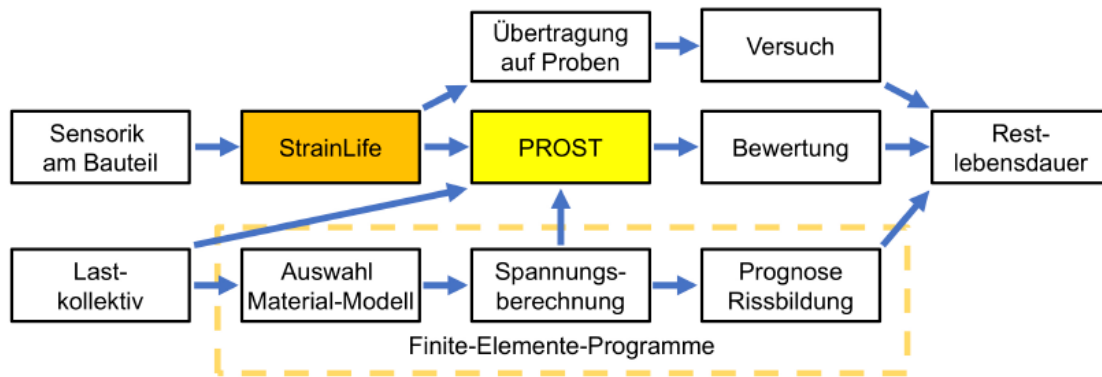 Übertragung
auf Proben
Versuch
Sensorik
am Bauteil
StrainLife
PROST
Bewertung
Rest-
lebensdauer
Last-
kollektiv
Auswahl
Material-Modell
Spannungs-
berechnung
Prognose
Rissbildung
Finite-Elemente-Programme